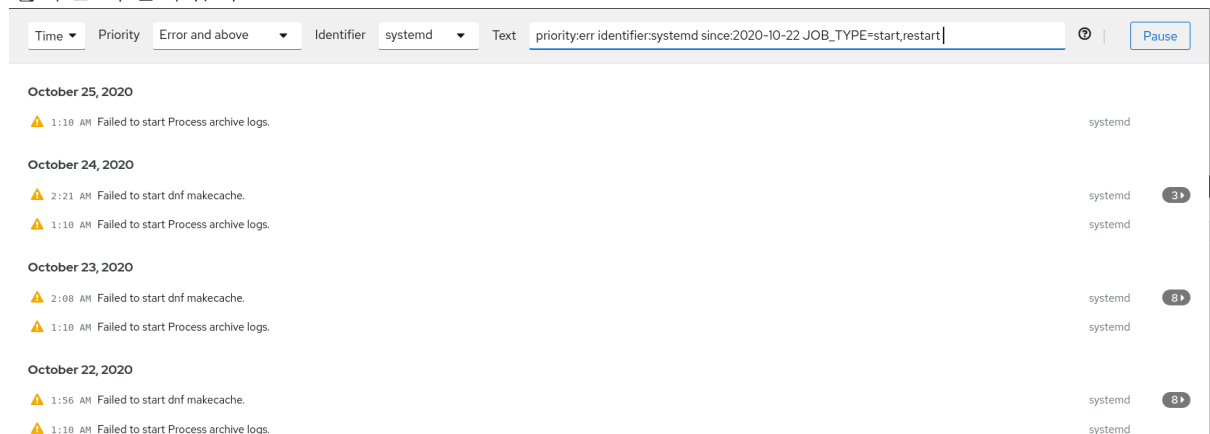 Time Priority Error and above Identifier systemd Text priority:err identifier:systemd since:2020-10-22 JOB_TYPE=start,restart Pause
October 25, 2020
1:10 AM Failed to start Process archive logs. systemd
October 24, 2020
2:21 AM Failed to start dnf makecache. systemd 3
1:10 AM Failed to start Process archive logs. systemd
October 23, 2020
2:08 AM Failed to start dnf makecache. systemd 8
1:10 AM Failed to start Process archive logs. systemd
October 22, 2020
1:56 AM Failed to start dnf makecache. systemd 8
1:10 AM Failed to start Process archive logs. systemd